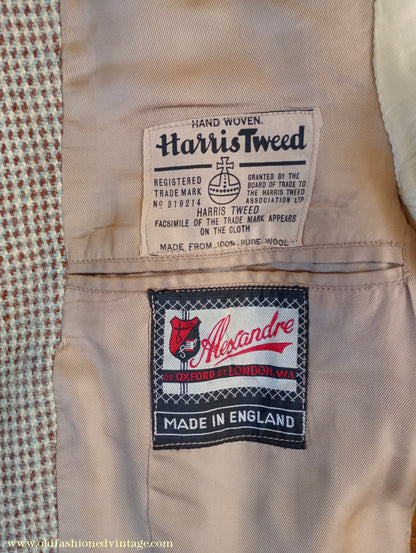 HAND WOVEN.
Harris Tweed
REGISTERED
TRADE MARK
No 319214
GRANTED BY THE
BOARD OF TRADE TO
THE HARRIS TWEED
ASSOCIATION LTD
HARRIS TWEED
FACSIMILE OF THE TRADE MARK APPEARS
ON THE CLOTH
MADE FROM 100% PURE WOOL
Alexandre
OF OXFORD ST LONDON. W.1.
MADE IN ENGLAND
www.oldfashionedvintage.com